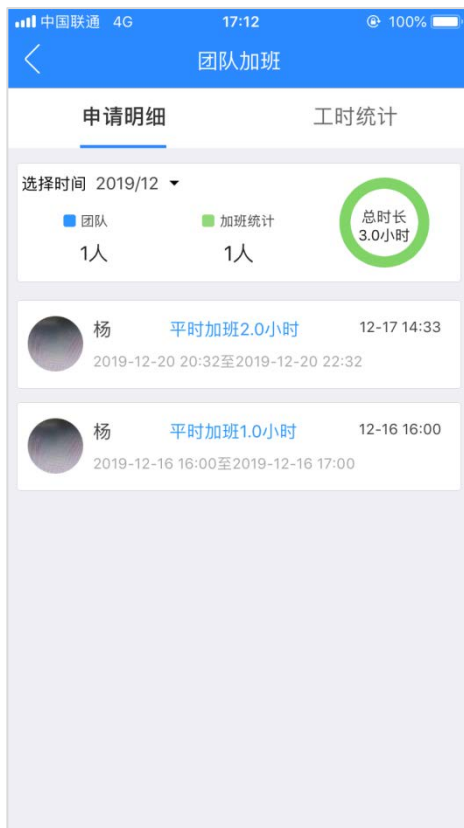 中国联通 4G 17:12 100%
团队加班
申请明细 工时统计
选择时间 2019/12
团队 加班统计
1人 1人
总时长
3.0小时
杨 平时加班2.0小时 12-17 14:33
2019-12-20 20:32至2019-12-20 22:32
杨 平时加班1.0小时 12-16 16:00
2019-12-16 16:00至2019-12-16 17:00